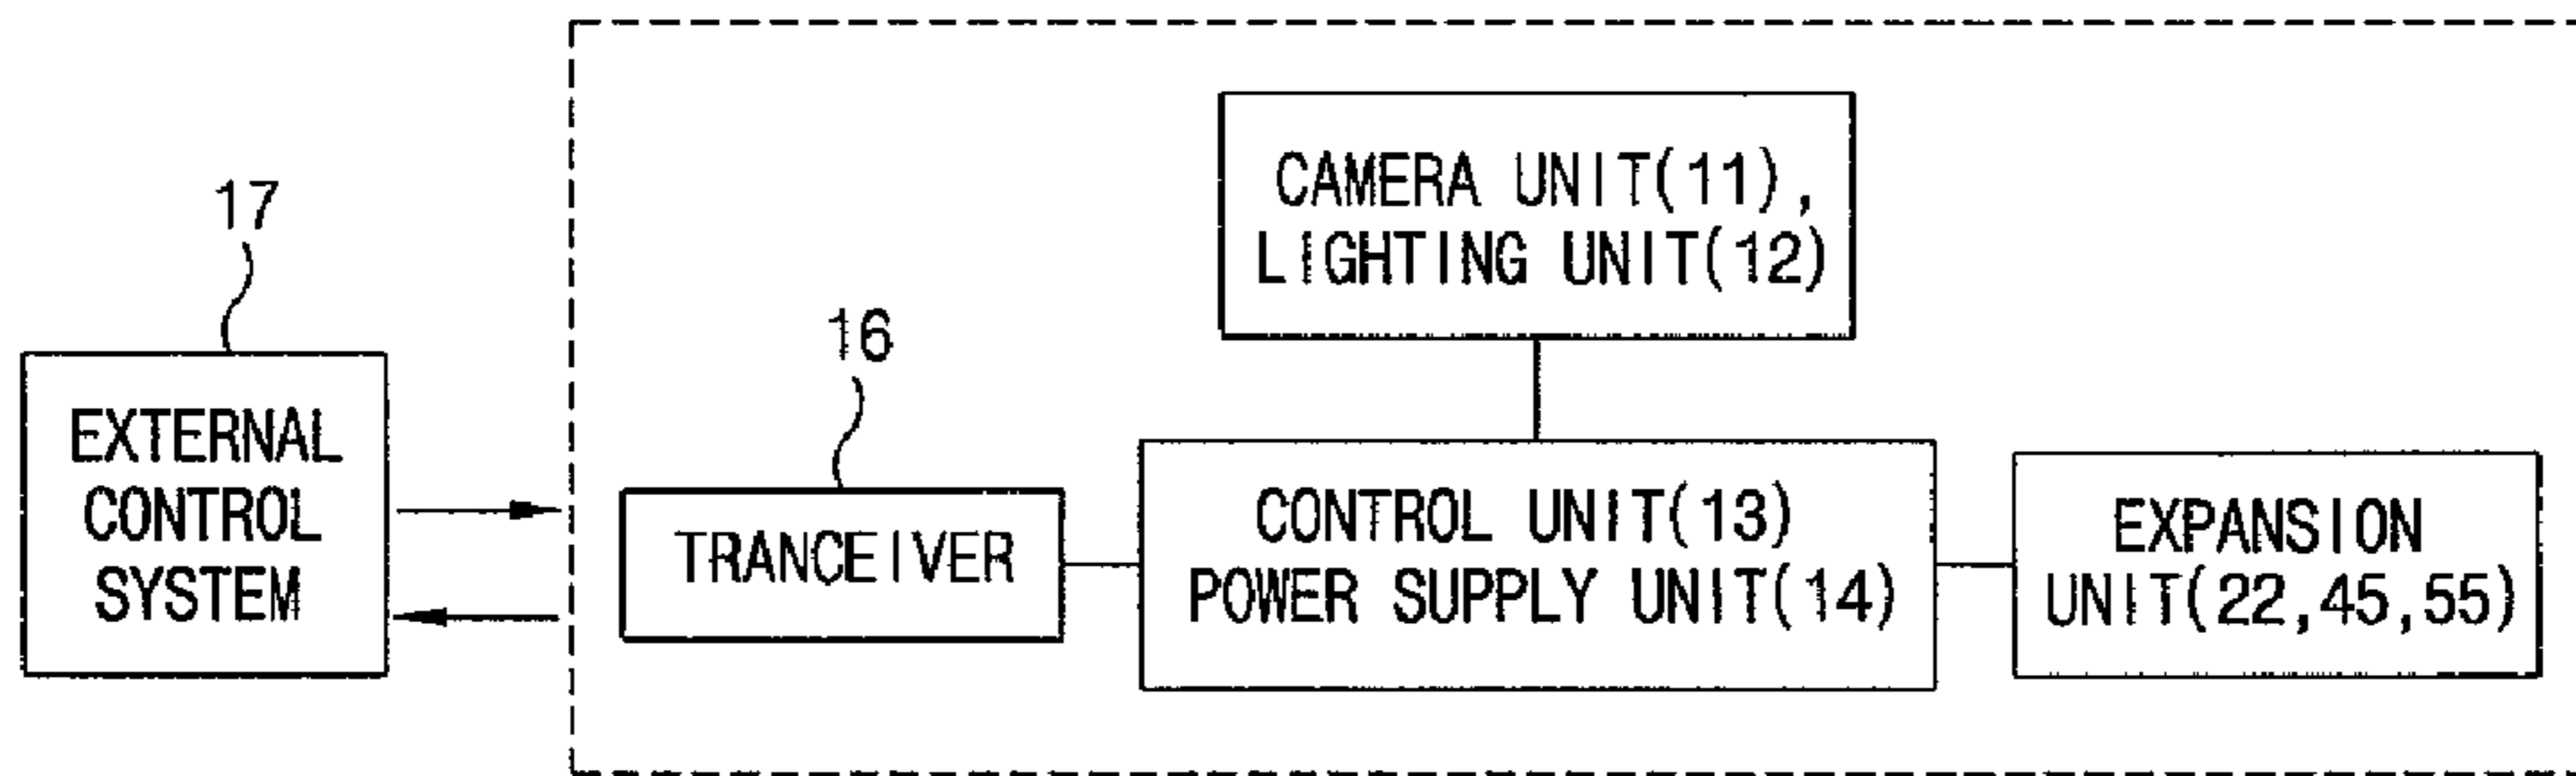 17
EXTERNAL
CONTROL
SYSTEM
16
TRANCEIVER
CAMERA UNIT(11),
LIGHTING UNIT(12)
CONTROL UNIT(13)
POWER SUPPLY UNIT(14)
EXPANSION
UNIT(22,45,55)